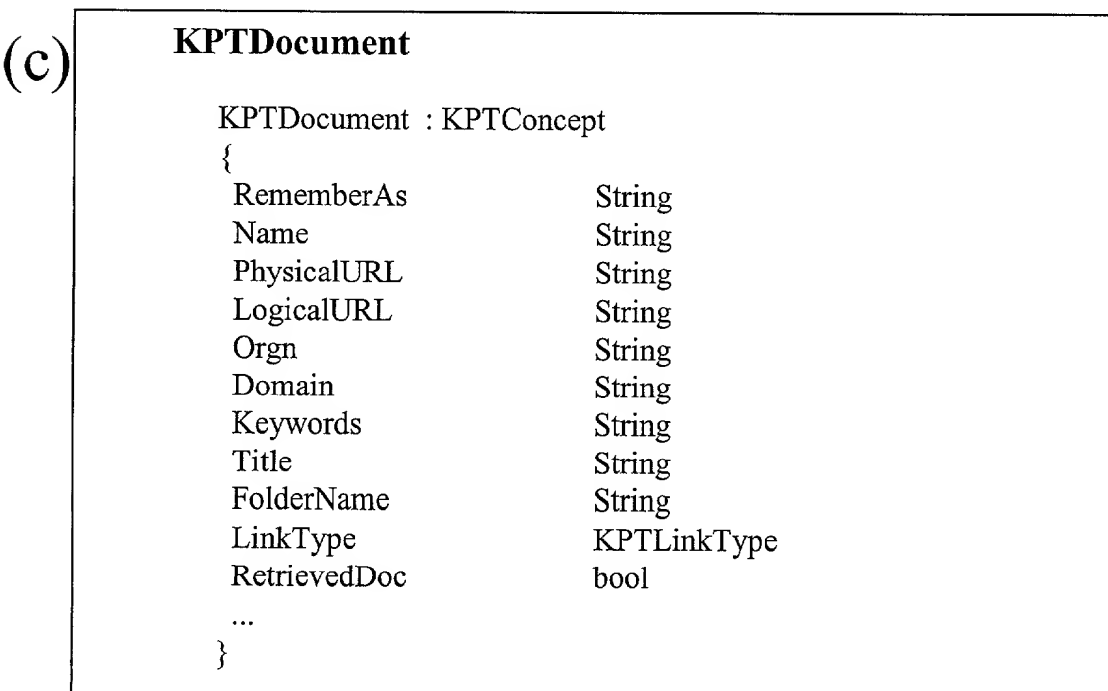 (c)
KPTDocument
KPTDocument : KPTConcept
{
RememberAs String
Name String
PhysicalURL String
LogicalURL String
Orgn String
Domain String
Keywords String
Title String
FolderName String
LinkType KPTLinkType
RetrievedDoc bool
...
}